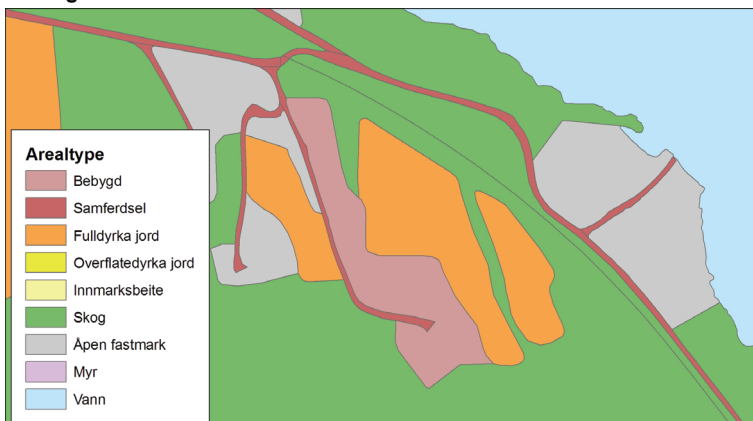 Arealtype
Bebygd
Samferdsel
Fulldyrka jord
Overflatedyrka jord
Innmarksbeite
Skog
Åpen fastmark
Myr
Vann